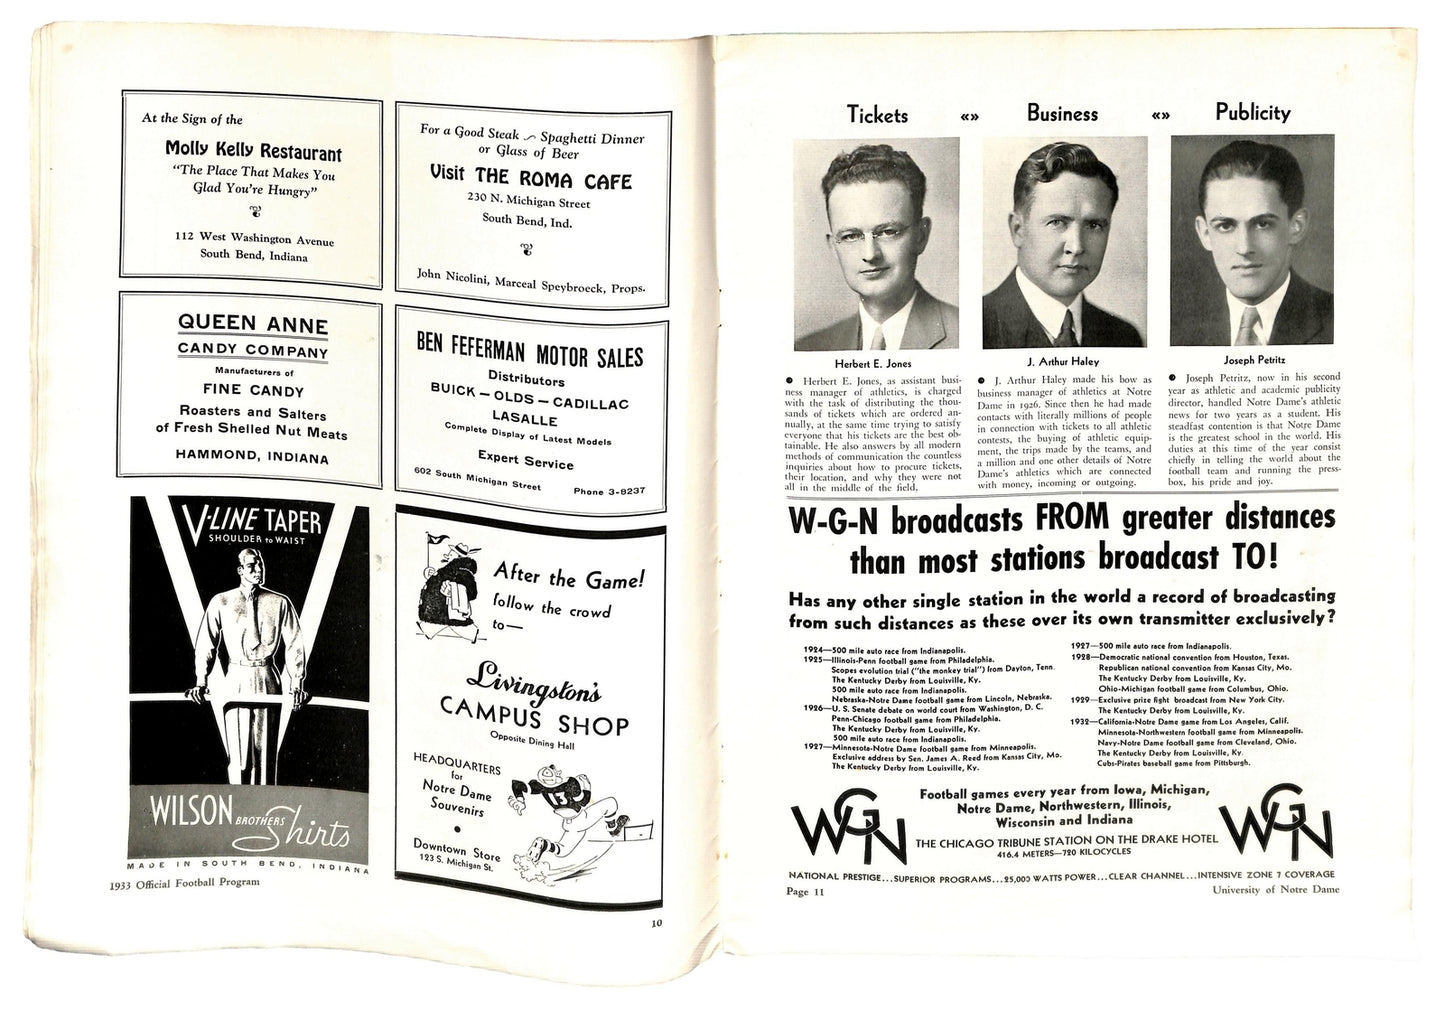 At the Sign of the
Molly Kelly Restaurant
"The Place That Makes You
Glad You're Hungry"
112 West Washington Avenue
South Bend, Indiana
For a Good Steak ~ Spaghetti Dinner
or Glass of Beer
Visit THE ROMA CAFE
230 N. Michigan Street
South Bend, Ind.
John Nicolini, Marceal Speybroeck, Props.
QUEEN ANNE
CANDY COMPANY
Manufacturers of
FINE CANDY
Roasters and Salters
of Fresh Shelled Nut Meats
HAMMOND, INDIANA
BEN FEFERMAN MOTOR SALES
Distributors
BUICK — OLDS — CADILLAC
LASALLE
Complete Display of Latest Models
Expert Service
602 South Michigan Street Phone 3-8237
V-LINE TAPER
SHOULDER to WAIST
WILSON BROTHERS Shirts
MADE IN SOUTH BEND, INDIANA
After the Game!
follow the crowd
to—
Livingston's
CAMPUS SHOP
Opposite Dining Hall
HEADQUARTERS
for
Notre Dame
Souvenirs
•
Downtown Store
123 S. Michigan St.
13
1933 Official Football Program
10
Tickets «» Business «» Publicity
Herbert E. Jones
● Herbert E. Jones, as assistant busi-
ness manager of athletics, is charged
with the task of distributing the thou-
sands of tickets which are ordered an-
nually, at the same time trying to satisfy
everyone that his tickets are the best ob-
tainable. He also answers by all modern
methods of communication the countless
inquiries about how to procure tickets,
their location, and why they were not
all in the middle of the field.
J. Arthur Haley
● J. Arthur Haley made his bow as
business manager of athletics at Notre
Dame in 1926. Since then he had made
contacts with literally millions of people
in connection with tickets to all athletic
contests, the buying of athletic equip-
ment, the trips made by the teams, and
a million and one other details of Notre
Dame's athletics which are connected
with money, incoming or outgoing.
Joseph Petritz
● Joseph Petritz, now in his second
year as athletic and academic publicity
director, handled Notre Dame's athletic
news for two years as a student. His
steadfast contention is that Notre Dame
is the greatest school in the world. His
duties at this time of the year consist
chiefly in telling the world about the
football team and running the press-
box, his pride and joy.
W-G-N broadcasts FROM greater distances
than most stations broadcast TO!
Has any other single station in the world a record of broadcasting
from such distances as these over its own transmitter exclusively?
1924—500 mile auto race from Indianapolis.
1925—Illinois-Penn football game from Philadelphia.
Scopes evolution trial ("the monkey trial") from Dayton, Tenn.
The Kentucky Derby from Louisville, Ky.
500 mile auto race from Indianapolis.
Nebraska-Notre Dame football game from Lincoln, Nebraska.
1926—U. S. Senate debate on world court from Washington, D. C.
Penn-Chicago football game from Philadelphia.
The Kentucky Derby from Louisville, Ky.
500 mile auto race from Indianapolis.
1927—Minnesota-Notre Dame football game from Minneapolis.
Exclusive address by Sen. James A. Reed from Kansas City, Mo.
The Kentucky Derby from Louisville, Ky.
1927—500 mile auto race from Indianapolis.
1928—Democratic national convention from Houston, Texas.
Republican national convention from Kansas City, Mo.
The Kentucky Derby from Louisville, Ky.
Ohio-Michigan football game from Columbus, Ohio.
1929—Exclusive prize fight broadcast from New York City.
The Kentucky Derby from Louisville, Ky.
1932—California-Notre Dame game from Los Angeles, Calif.
Minnesota-Northwestern football game from Minneapolis.
Navy-Notre Dame football game from Cleveland, Ohio.
The Kentucky Derby from Louisville, Ky.
Cubs-Pirates baseball game from Pittsburgh.
WGN
Football games every year from Iowa, Michigan,
Notre Dame, Northwestern, Illinois,
Wisconsin and Indiana
THE CHICAGO TRIBUNE STATION ON THE DRAKE HOTEL
416.4 METERS—720 KILOCYCLES
WGN
NATIONAL PRESTIGE...SUPERIOR PROGRAMS...25,000 WATTS POWER...CLEAR CHANNEL...INTENSIVE ZONE 7 COVERAGE
Page 11
University of Notre Dame